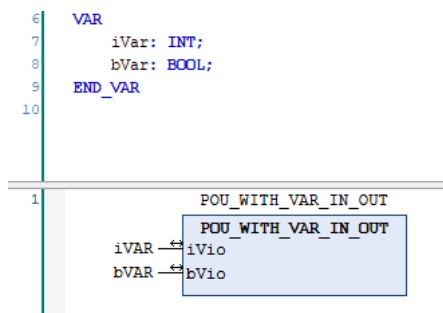 6 VAR
7 iVar: INT;
8 bVar: BOOL;
9 END_VAR
10
1 POU_WITH_VAR_IN_OUT
POU_WITH_VAR_IN_OUT
iVAR iVio
bVAR bVio